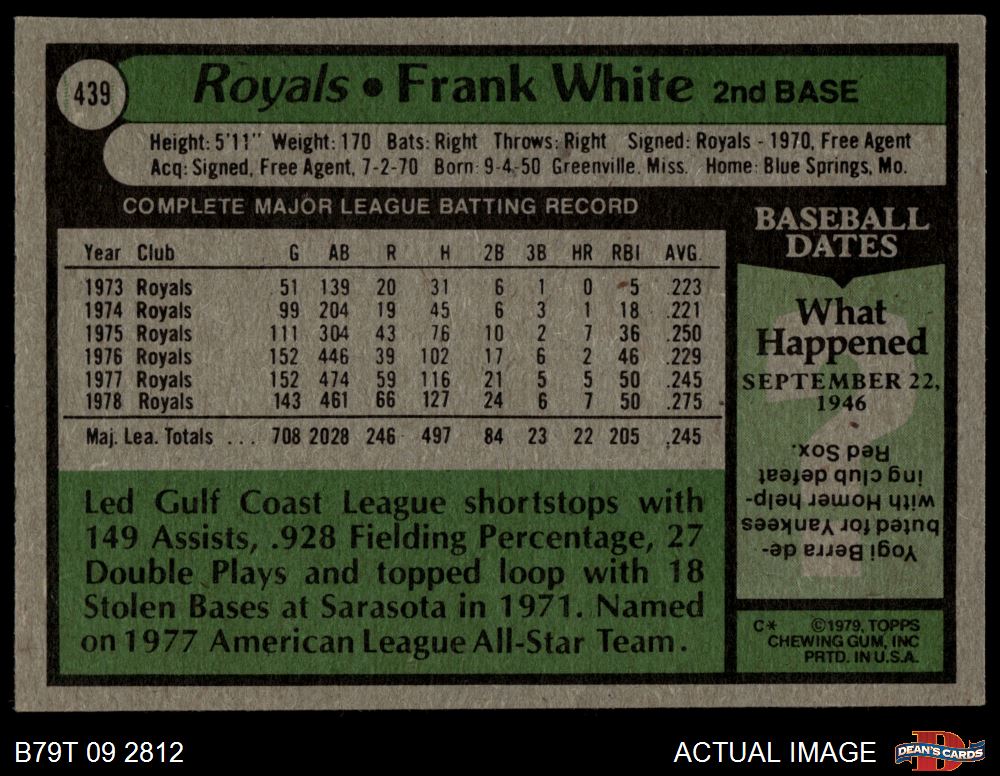 439
Royals • Frank White 2nd BASE
Height: 5'11" Weight: 170 Bats: Right Throws: Right Signed: Royals - 1970, Free Agent
Acq: Signed, Free Agent, 7-2-70 Born: 9-4-50 Greenville, Miss. Home: Blue Springs, Mo.
COMPLETE MAJOR LEAGUE BATTING RECORD
Year Club G AB R H 2B 3B HR RBI AVG.
1973 Royals 51 139 20 31 6 1 0 5 .223
1974 Royals 99 204 19 45 6 3 1 18 .221
1975 Royals 111 304 43 76 10 2 7 36 .250
1976 Royals 152 446 39 102 17 6 2 46 .229
1977 Royals 152 474 59 116 21 5 5 50 .245
1978 Royals 143 461 66 127 24 6 7 50 .275
Maj. Lea. Totals ... 708 2028 246 497 84 23 22 205 .245
Led Gulf Coast League shortstops with
149 Assists, .928 Fielding Percentage, 27
Double Plays and topped loop with 18
Stolen Bases at Sarasota in 1971. Named
on 1977 American League All-Star Team.
BASEBALL
DATES
What
Happened
SEPTEMBER 22,
1946
Yogi Berra de-
buted for Yankees
with Homer help-
ing club defeat
Red Sox.
C* ©1979, TOPPS
CHEWING GUM, INC
PRTD. IN U.S.A.
B79T 09 2812
ACTUAL IMAGE
DEAN'S CARDS